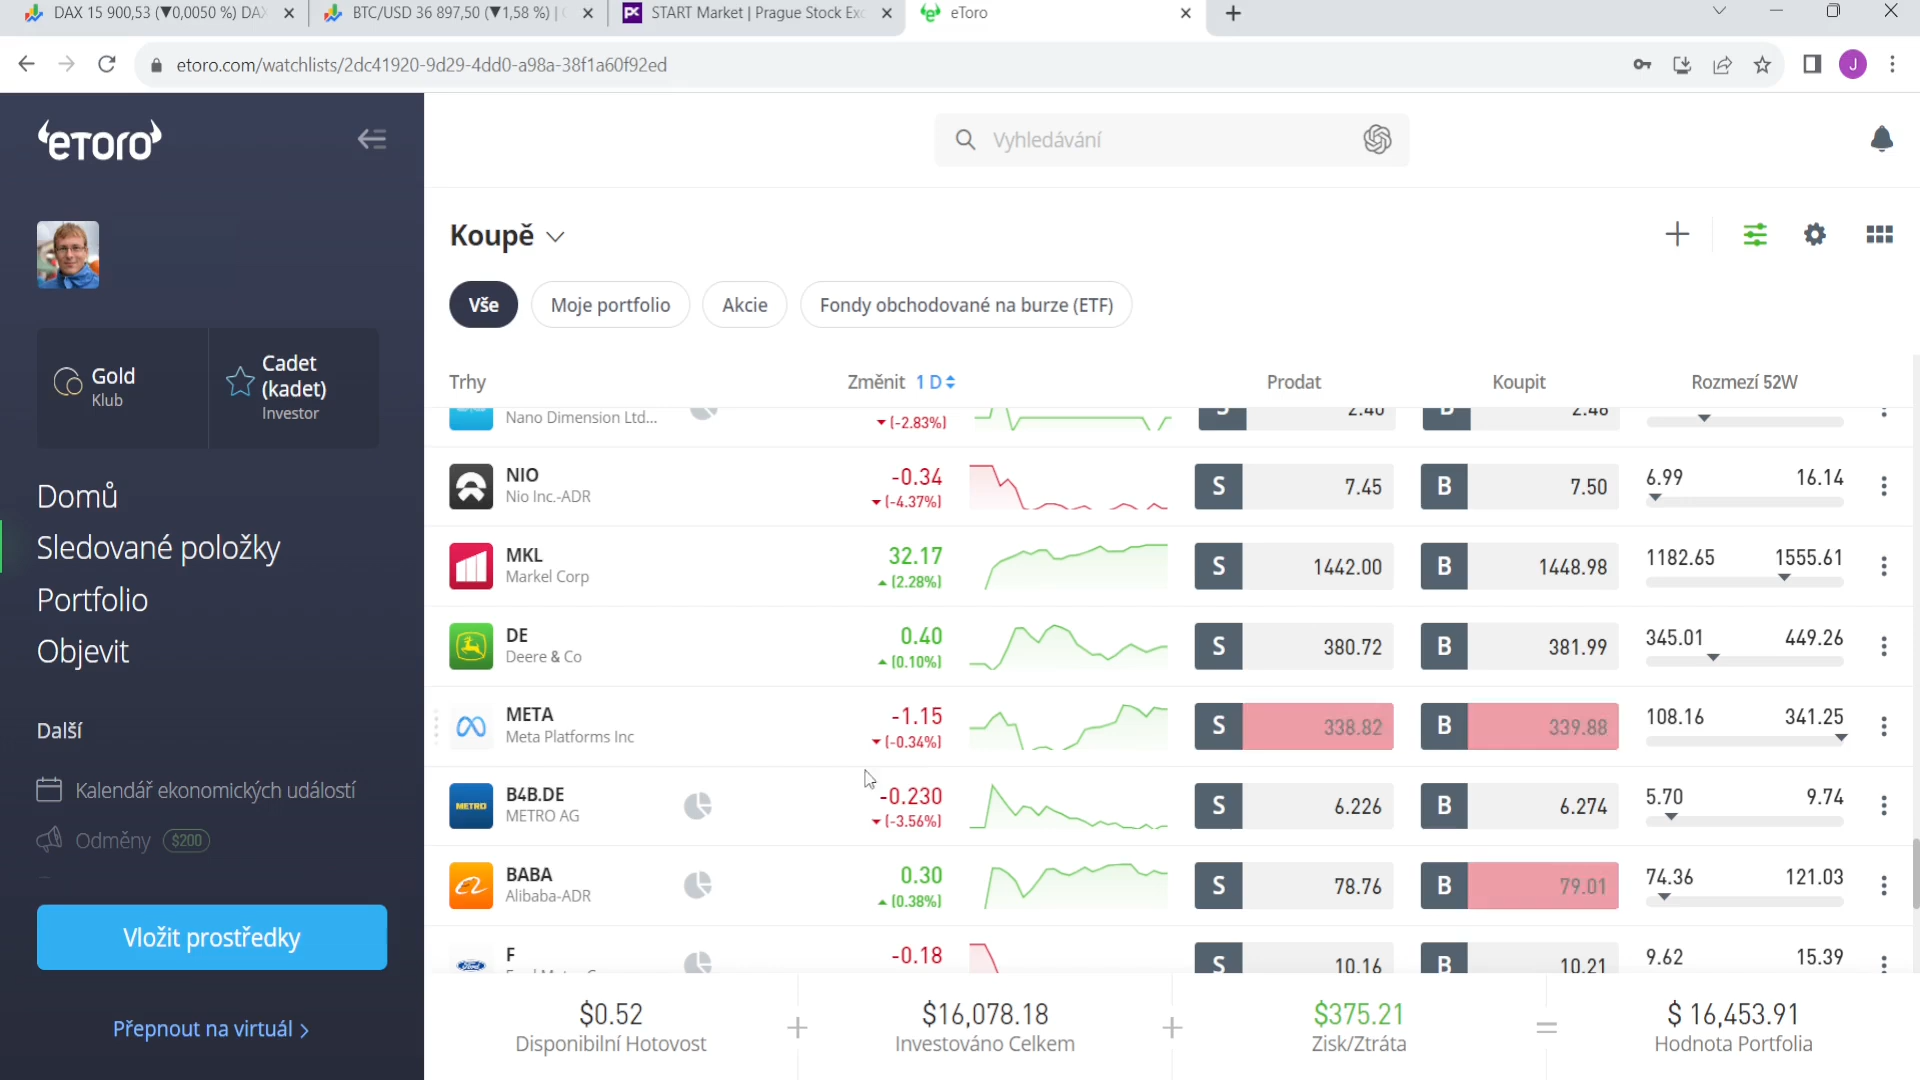 DAX 15 900,53 (▼0,0050 %) DA
BTC/USD 36 897,50 (▼1,58 %) |
START Market | Prague Stock Exc
eToro
etoro.com/watchlists/2dc41920-9d29-4dd0-a98a-38f1a60f92ed
J
eToro
Vyhledávání
Koupě
Vše
Moje portfolio
Akcie
Fondy obchodované na burze (ETF)
Gold
Klub
Cadet
(kadet)
Investor
Domů
Sledované položky
Portfolio
Objevit
Další
Kalendář ekonomických událostí
Odměny $200
Vložit prostředky
Přepnout na virtuál >
Trhy Změnit 1 D Prodat Koupit Rozmezí 52W
Nano Dimension Ltd... ▼(-2.83%) S 2.40 B 2.48
NIO -0.34 S 7.45 B 7.50 6.99 16.14
Nio Inc.-ADR ▼(-4.37%)
MKL 32.17 S 1442.00 B 1448.98 1182.65 1555.61
Markel Corp ▲(2.28%)
DE 0.40 S 380.72 B 381.99 345.01 449.26
Deere & Co ▲(0.10%)
META -1.15 S 338.82 B 339.88 108.16 341.25
Meta Platforms Inc ▼(-0.34%)
METRO B4B.DE -0.230 S 6.226 B 6.274 5.70 9.74
METRO AG ▼(-3.56%)
BABA 0.30 S 78.76 B 79.01 74.36 121.03
Alibaba-ADR ▲(0.38%)
Ford F -0.18 S 10.16 B 10.21 9.62 15.39
$0.52 + $16,078.18 + $375.21 = $ 16,453.91
Disponibilní Hotovost Investováno Celkem Zisk/Ztráta Hodnota Portfolia